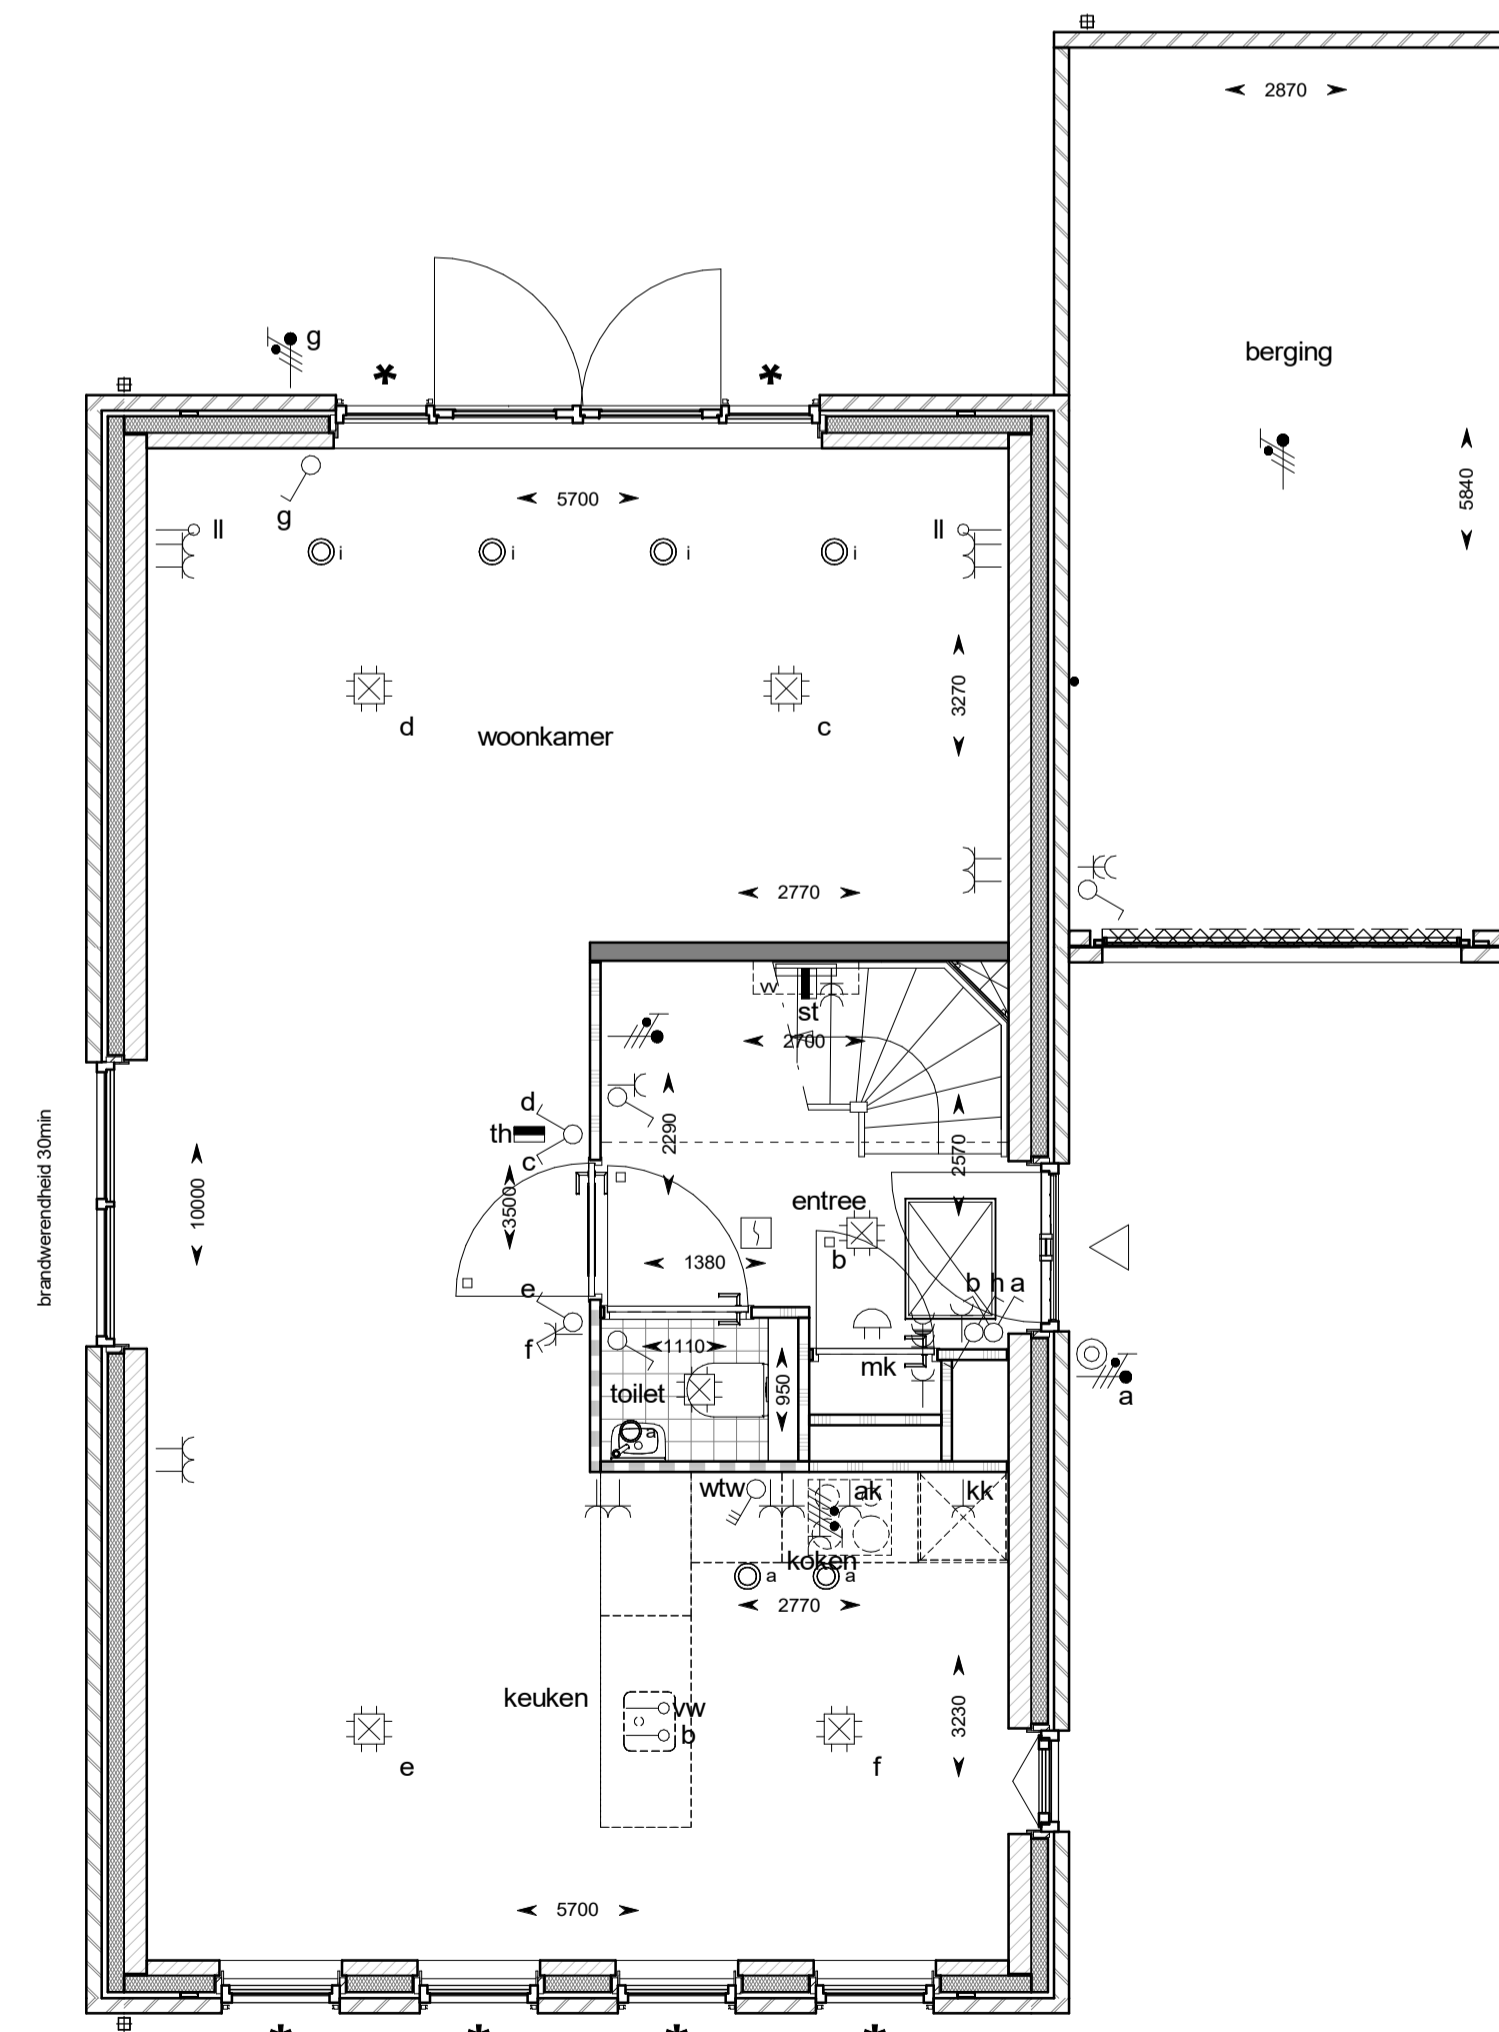 2870
berging
g
*
*
g
5700
ll
ll
i
i
i
i
5840
3270
d
c
woonkamer
2770
w
st
2700
d
th
c
2290
2570
brandwerendheid 30min
10000
3500
entree
b
1380
b h a
e
f
1110
mk
toilet
950
a
a
wtw
ak
kk
koken
a
a
2770
keuken
vw
b
3230
e
f
5700
*
*
*
*